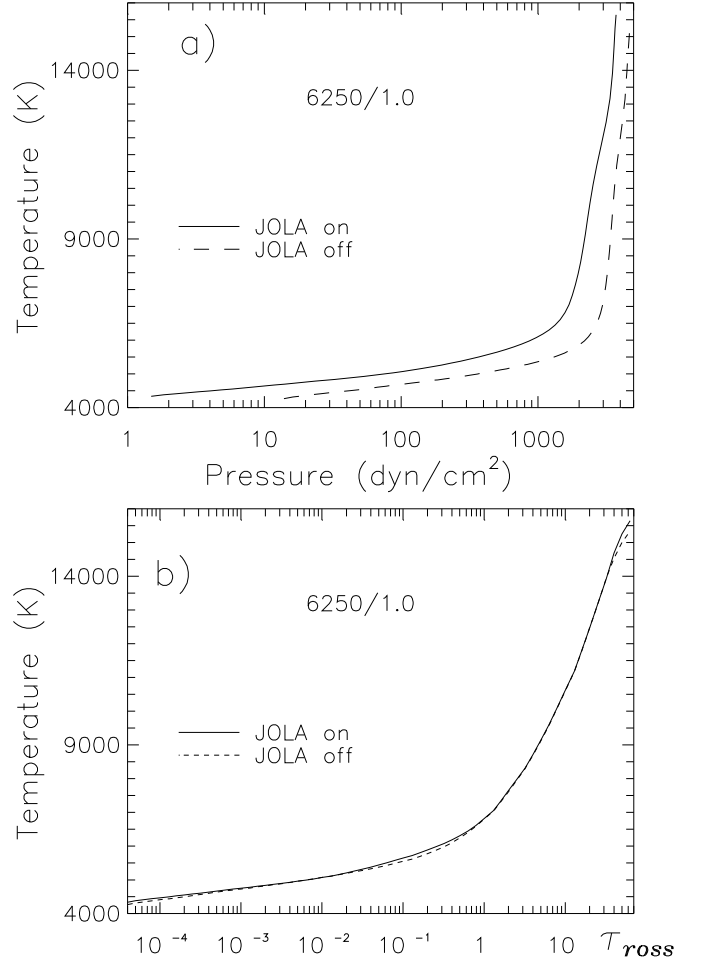 a)
14000
6250/1.0
Temperature (K)
JOLA on
9000
JOLA off
4000
1 10 100 1000
Pressure (dyn/cm²)
b)
14000
6250/1.0
Temperature (K)
JOLA on
9000
JOLA off
4000
10⁻⁴ 10⁻³ 10⁻² 10⁻¹ 1 10 τross